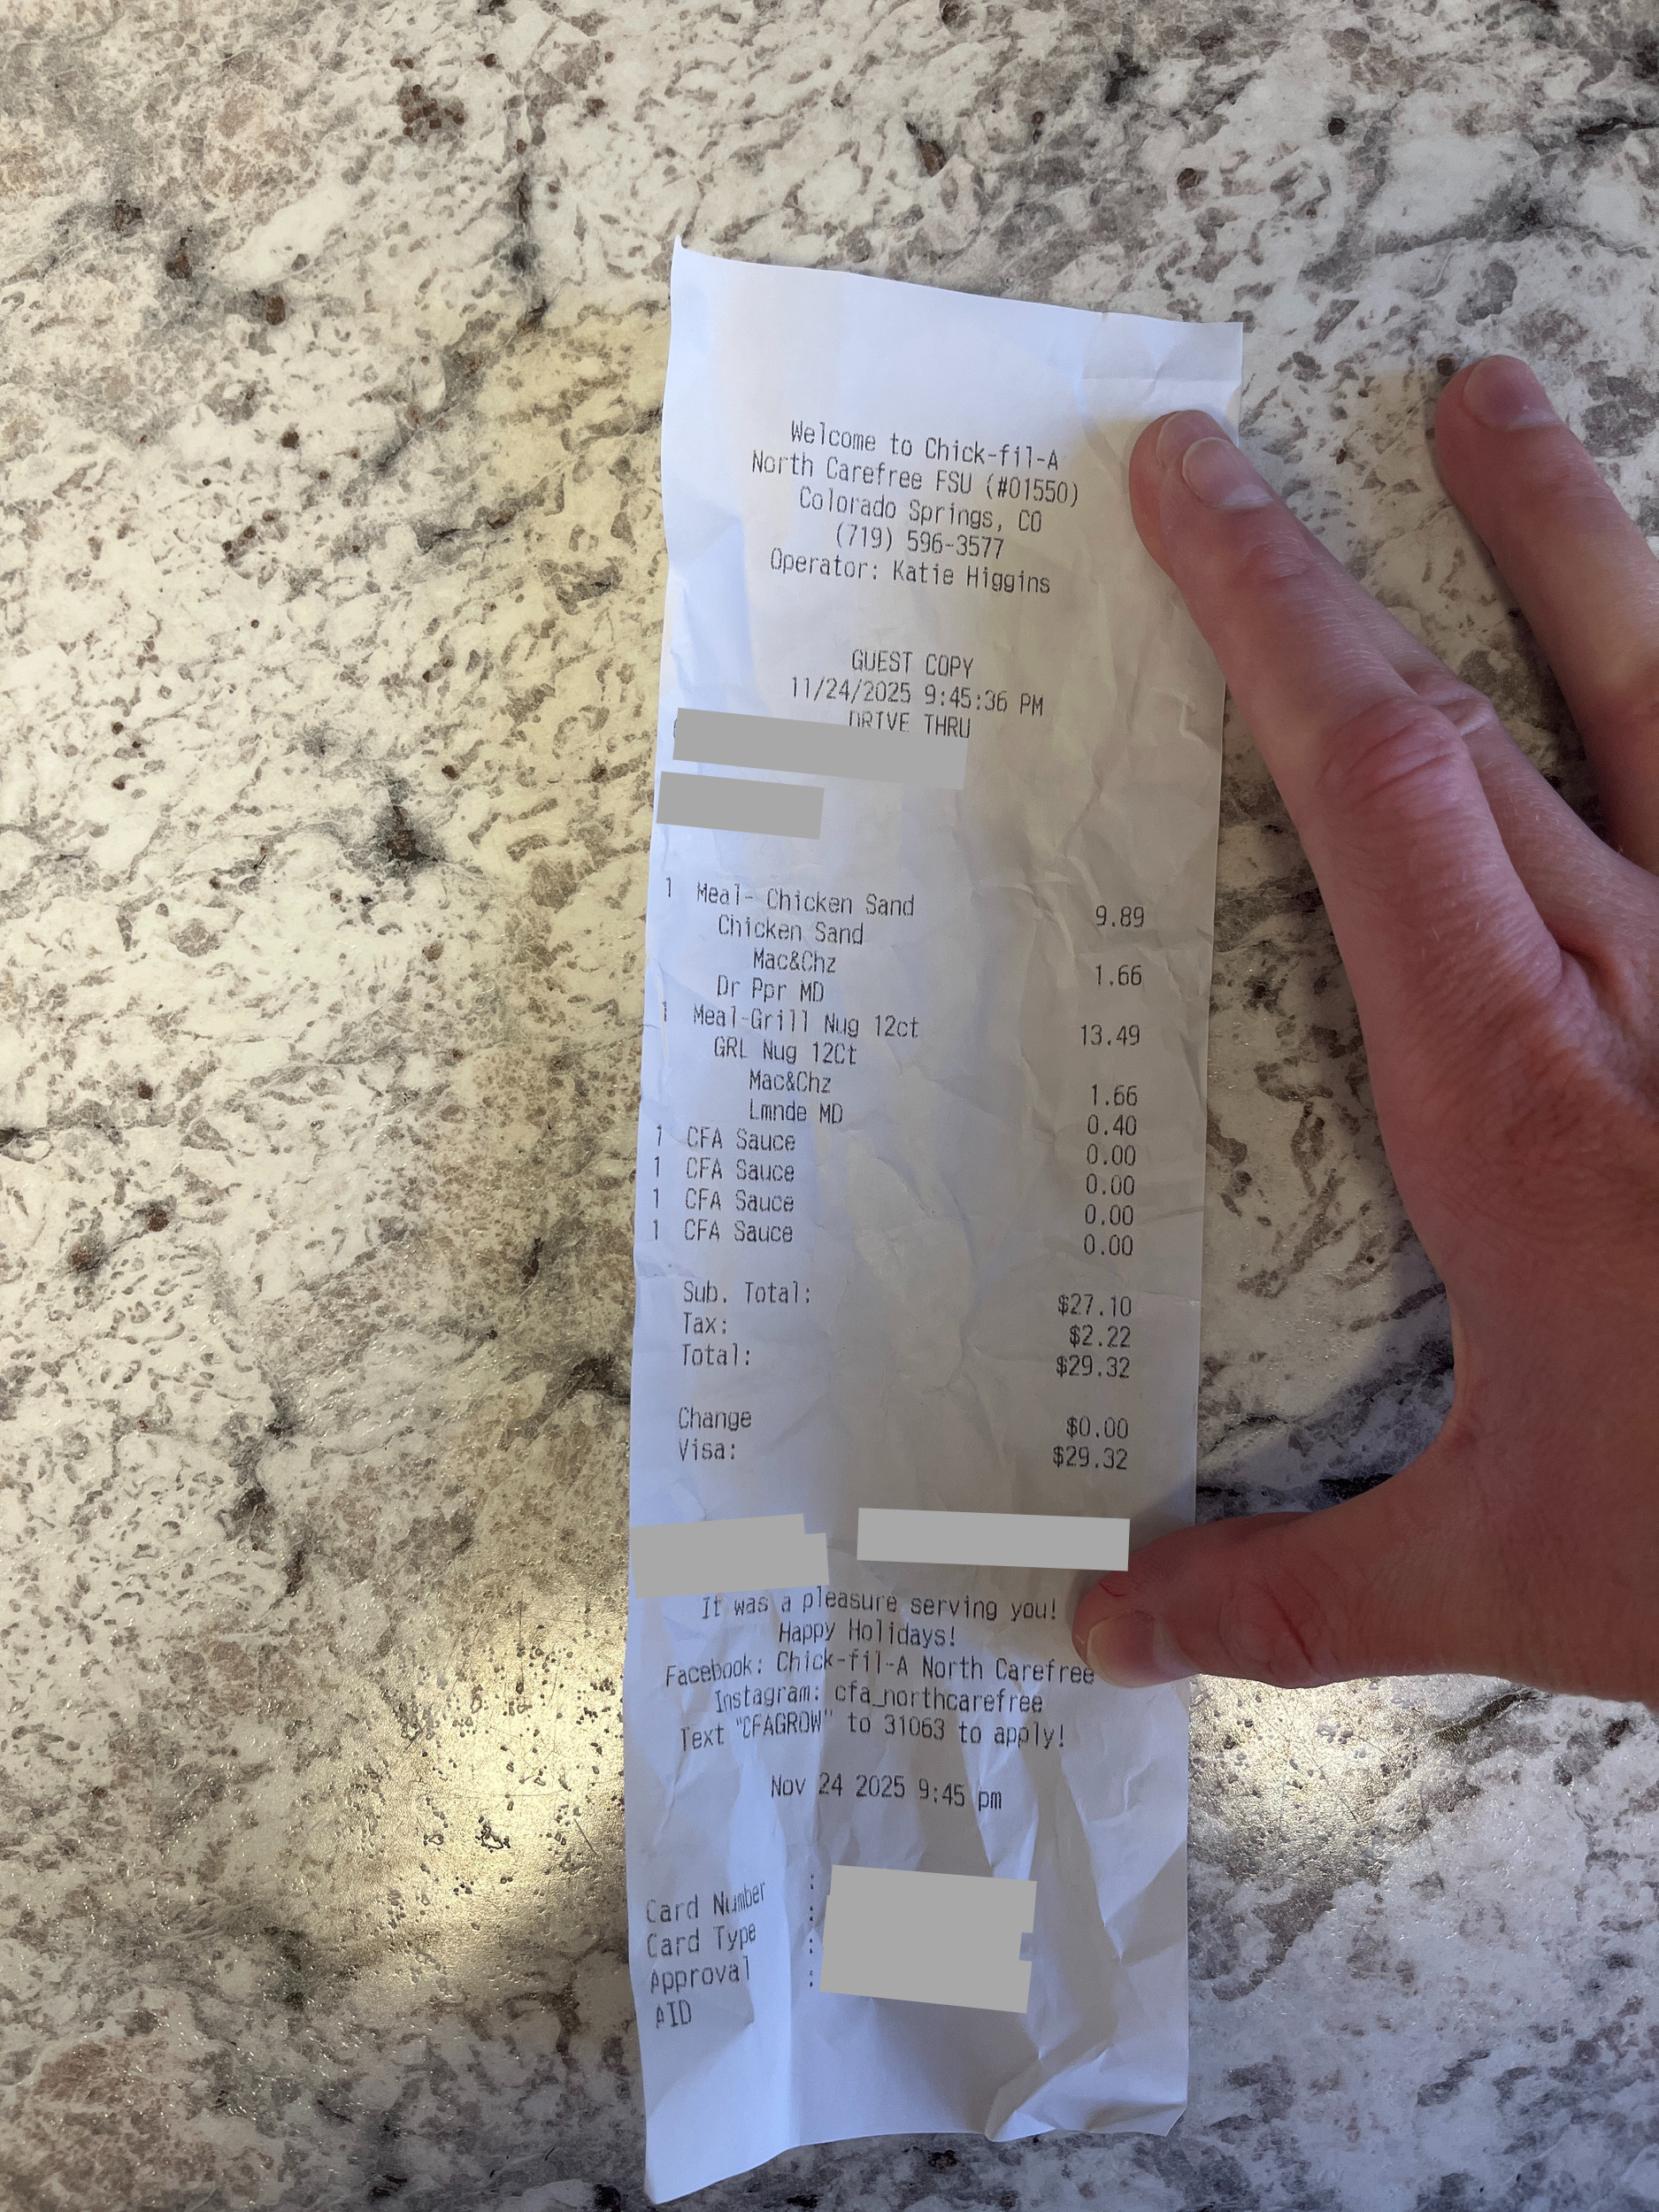 Welcome to Chick-fil-A
North Carefree FSU (#01550)
Colorado Springs, CO
(719) 596-3577
Operator: Katie Higgins
GUEST COPY
11/24/2025 9:45:36 PM
DRIVE THRU
1 Meal- Chicken Sand 9.89
Chicken Sand
Mac&Chz 1.66
Dr Ppr MD
1 Meal-Grill Nug 12ct 13.49
GRL Nug 12Ct
Mac&Chz 1.66
Lmnde MD 0.40
1 CFA Sauce 0.00
1 CFA Sauce 0.00
1 CFA Sauce 0.00
1 CFA Sauce 0.00
Sub. Total: $27.10
Tax: $2.22
Total: $29.32
Change $0.00
Visa: $29.32
It was a pleasure serving you!
Happy Holidays!
Facebook: Chick-fil-A North Carefree
Instagram: cfa_northcarefree
Text "CFAGROW" to 31063 to apply!
Nov 24 2025 9:45 pm
Card Number :
Card Type :
Approval :
AID :